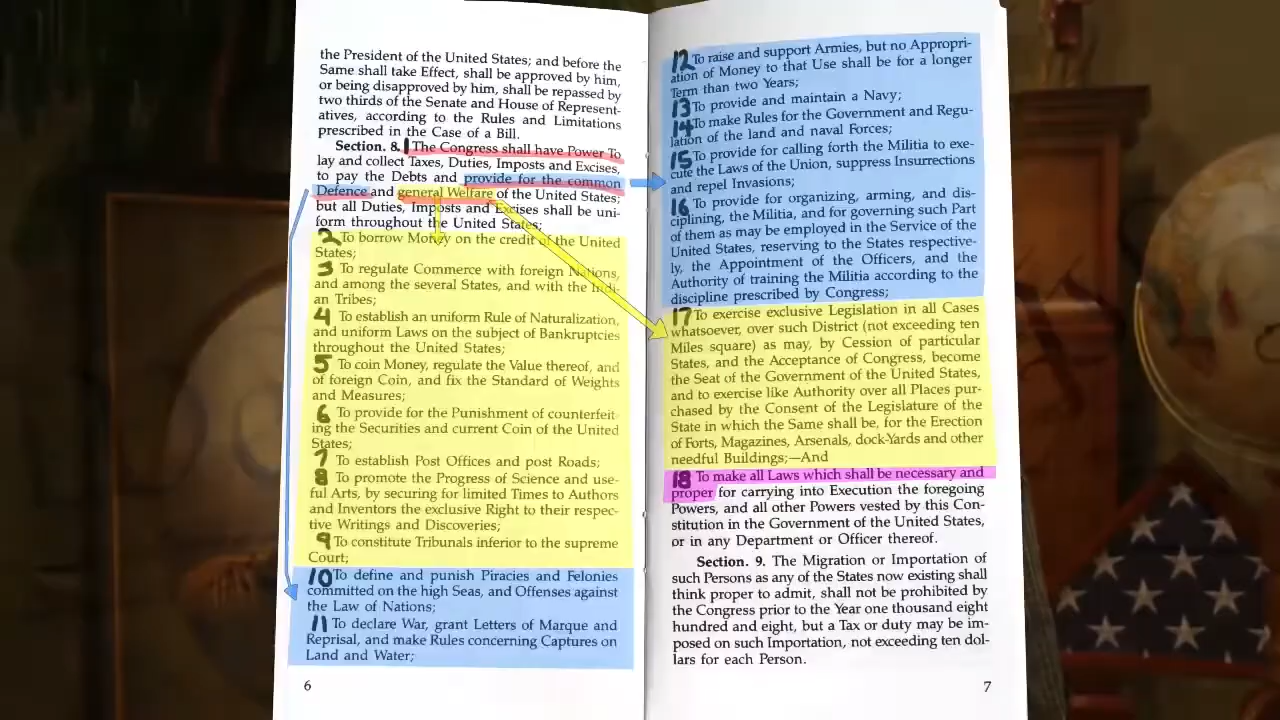 the President of the United States; and before the
Same shall take Effect, shall be approved by him,
or being disapproved by him, shall be repassed by
two thirds of the Senate and House of Represent-
atives, according to the Rules and Limitations
prescribed in the Case of a Bill.
Section. 8. 1 The Congress shall have Power To
lay and collect Taxes, Duties, Imposts and Excises,
to pay the Debts and provide for the common
Defence and general Welfare of the United States;
but all Duties, Imposts and Excises shall be uni-
form throughout the United States;
2 To borrow Money on the credit of the United
States;
3 To regulate Commerce with foreign Nations,
and among the several States, and with the Indi-
an Tribes;
4 To establish an uniform Rule of Naturalization,
and uniform Laws on the subject of Bankruptcies
throughout the United States;
5 To coin Money, regulate the Value thereof, and
of foreign Coin, and fix the Standard of Weights
and Measures;
6 To provide for the Punishment of counterfeit-
ing the Securities and current Coin of the United
States;
7 To establish Post Offices and post Roads;
8 To promote the Progress of Science and use-
ful Arts, by securing for limited Times to Authors
and Inventors the exclusive Right to their respec-
tive Writings and Discoveries;
9 To constitute Tribunals inferior to the supreme
Court;
10 To define and punish Piracies and Felonies
committed on the high Seas, and Offenses against
the Law of Nations;
11 To declare War, grant Letters of Marque and
Reprisal, and make Rules concerning Captures on
Land and Water;
6
12 To raise and support Armies, but no Appropri-
ation of Money to that Use shall be for a longer
Term than two Years;
13 To provide and maintain a Navy;
14 To make Rules for the Government and Regu-
lation of the land and naval Forces;
15 To provide for calling forth the Militia to exe-
cute the Laws of the Union, suppress Insurrections
and repel Invasions;
16 To provide for organizing, arming, and dis-
ciplining, the Militia, and for governing such Part
of them as may be employed in the Service of the
United States, reserving to the States respective-
ly, the Appointment of the Officers, and the
Authority of training the Militia according to the
discipline prescribed by Congress;
17 To exercise exclusive Legislation in all Cases
whatsoever, over such District (not exceeding ten
Miles square) as may, by Cession of particular
States, and the Acceptance of Congress, become
the Seat of the Government of the United States,
and to exercise like Authority over all Places pur-
chased by the Consent of the Legislature of the
State in which the Same shall be, for the Erection
of Forts, Magazines, Arsenals, dock-Yards and other
needful Buildings;—And
18 To make all Laws which shall be necessary and
proper for carrying into Execution the foregoing
Powers, and all other Powers vested by this Con-
stitution in the Government of the United States,
or in any Department or Officer thereof.
Section. 9. The Migration or Importation of
such Persons as any of the States now existing shall
think proper to admit, shall not be prohibited by
the Congress prior to the Year one thousand eight
hundred and eight, but a Tax or duty may be im-
posed on such Importation, not exceeding ten dol-
lars for each Person.
7